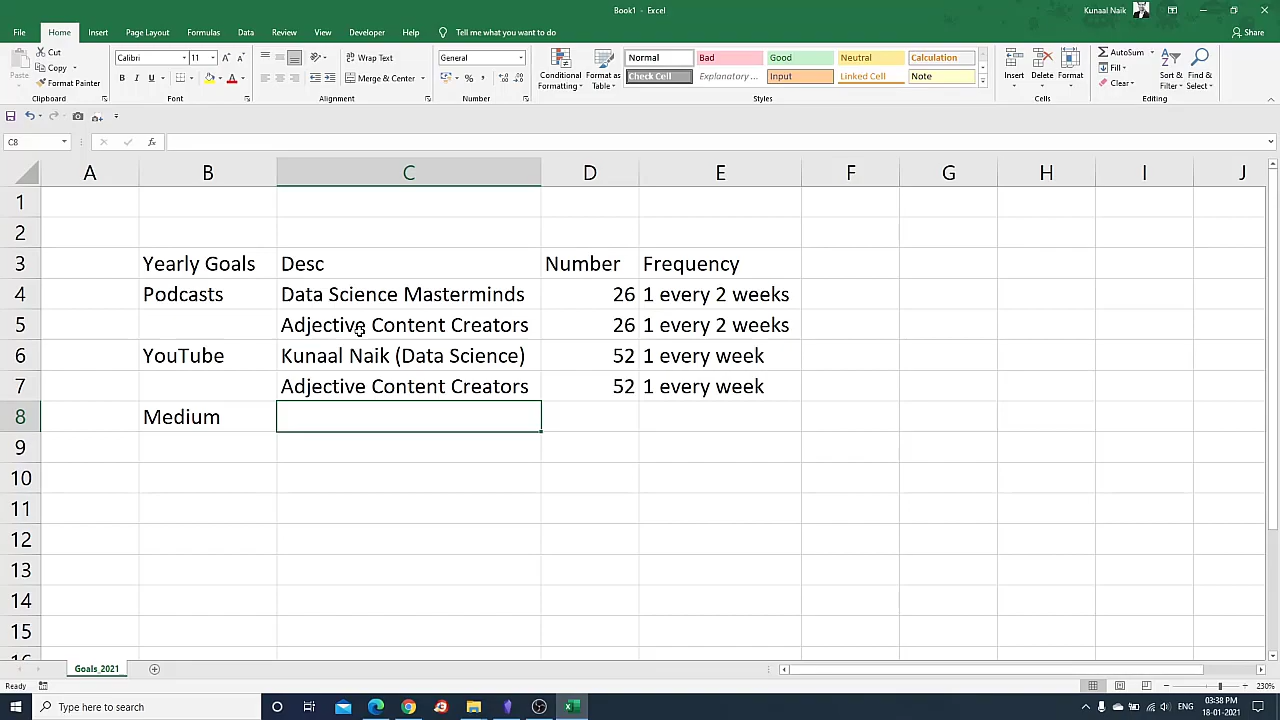 Book1 - Excel
Kunaal Naik
File Home Insert Page Layout Formulas Data Review View Developer Help Tell me what you want to do Share
Paste Cut Copy Format Painter Clipboard
Calibri 11 B I U A A A Font
Wrap Text Merge & Center Alignment
General % Number
Conditional Formatting Format as Table
Normal Bad Good Neutral Calculation
Check Cell Explanatory ... Input Linked Cell Note
Styles
Insert Delete Format Cells
AutoSum Fill Clear Sort & Filter Find & Select Editing
C8 fx
A B C D E F G H I J
1
2
3 Yearly Goals Desc Number Frequency
4 Podcasts Data Science Masterminds 26 1 every 2 weeks
5 Adjective Content Creators 26 1 every 2 weeks
6 YouTube Kunaal Naik (Data Science) 52 1 every week
7 Adjective Content Creators 52 1 every week
8 Medium
9
10
11
12
13
14
15
16
Goals_2021
Ready 230%
Type here to search ENG 03:38 PM
18-01-2021